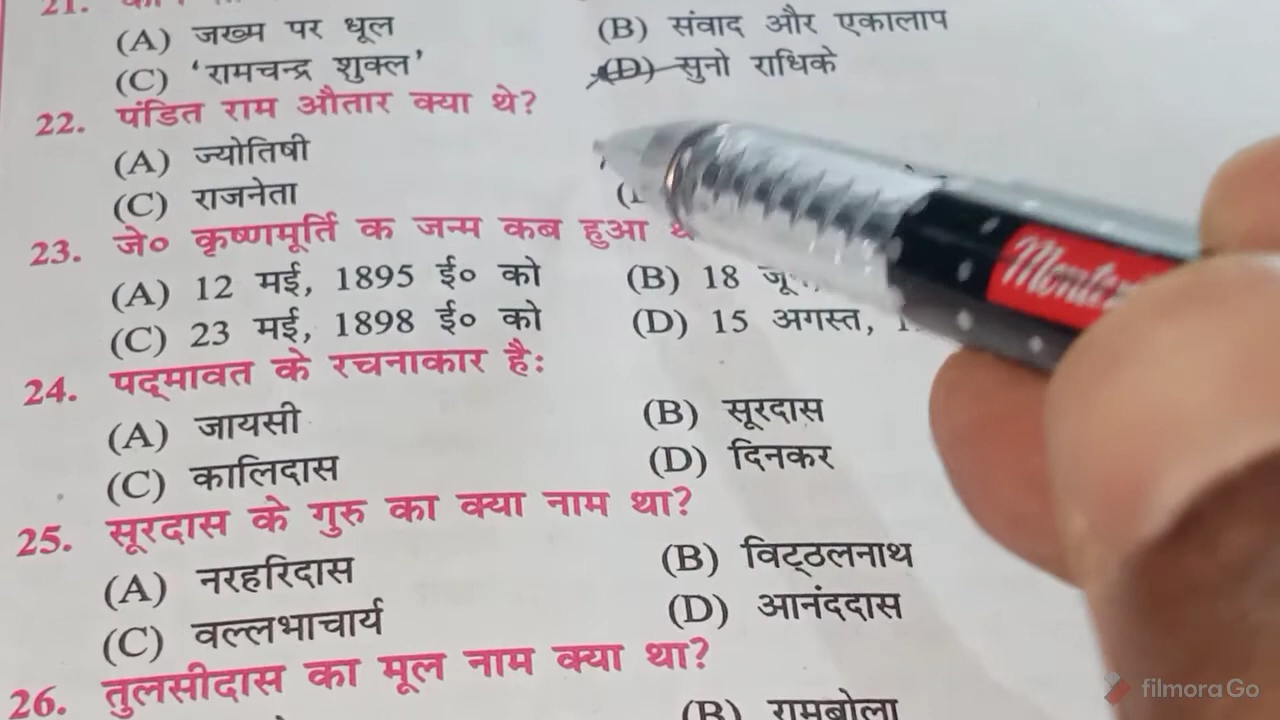 21.
(A) जख्म पर धूल (B) संवाद और एकालाप
(C) 'रामचन्द्र शुक्ल' (D) सुनो राधिके
22. पंडित राम औतार क्या थे?
(A) ज्योतिषी
(C) राजनेता
23. जे० कृष्णमूर्ति क जन्म कब हुआ
(A) 12 मई, 1895 ई० को (B) 18
(C) 23 मई, 1898 ई० को (D) 15 अगस्त,
24. पद्‌मावत के रचनाकार है:
(A) जायसी (B) सूरदास
(C) कालिदास (D) दिनकर
25. सूरदास के गुरु का क्या नाम था?
(A) नरहरिदास (B) विट्‌ठलनाथ
(C) वल्लभाचार्य (D) आनंददास
26. तुलसीदास का मूल नाम क्या था?
(B) रामबोला
filmoraGo